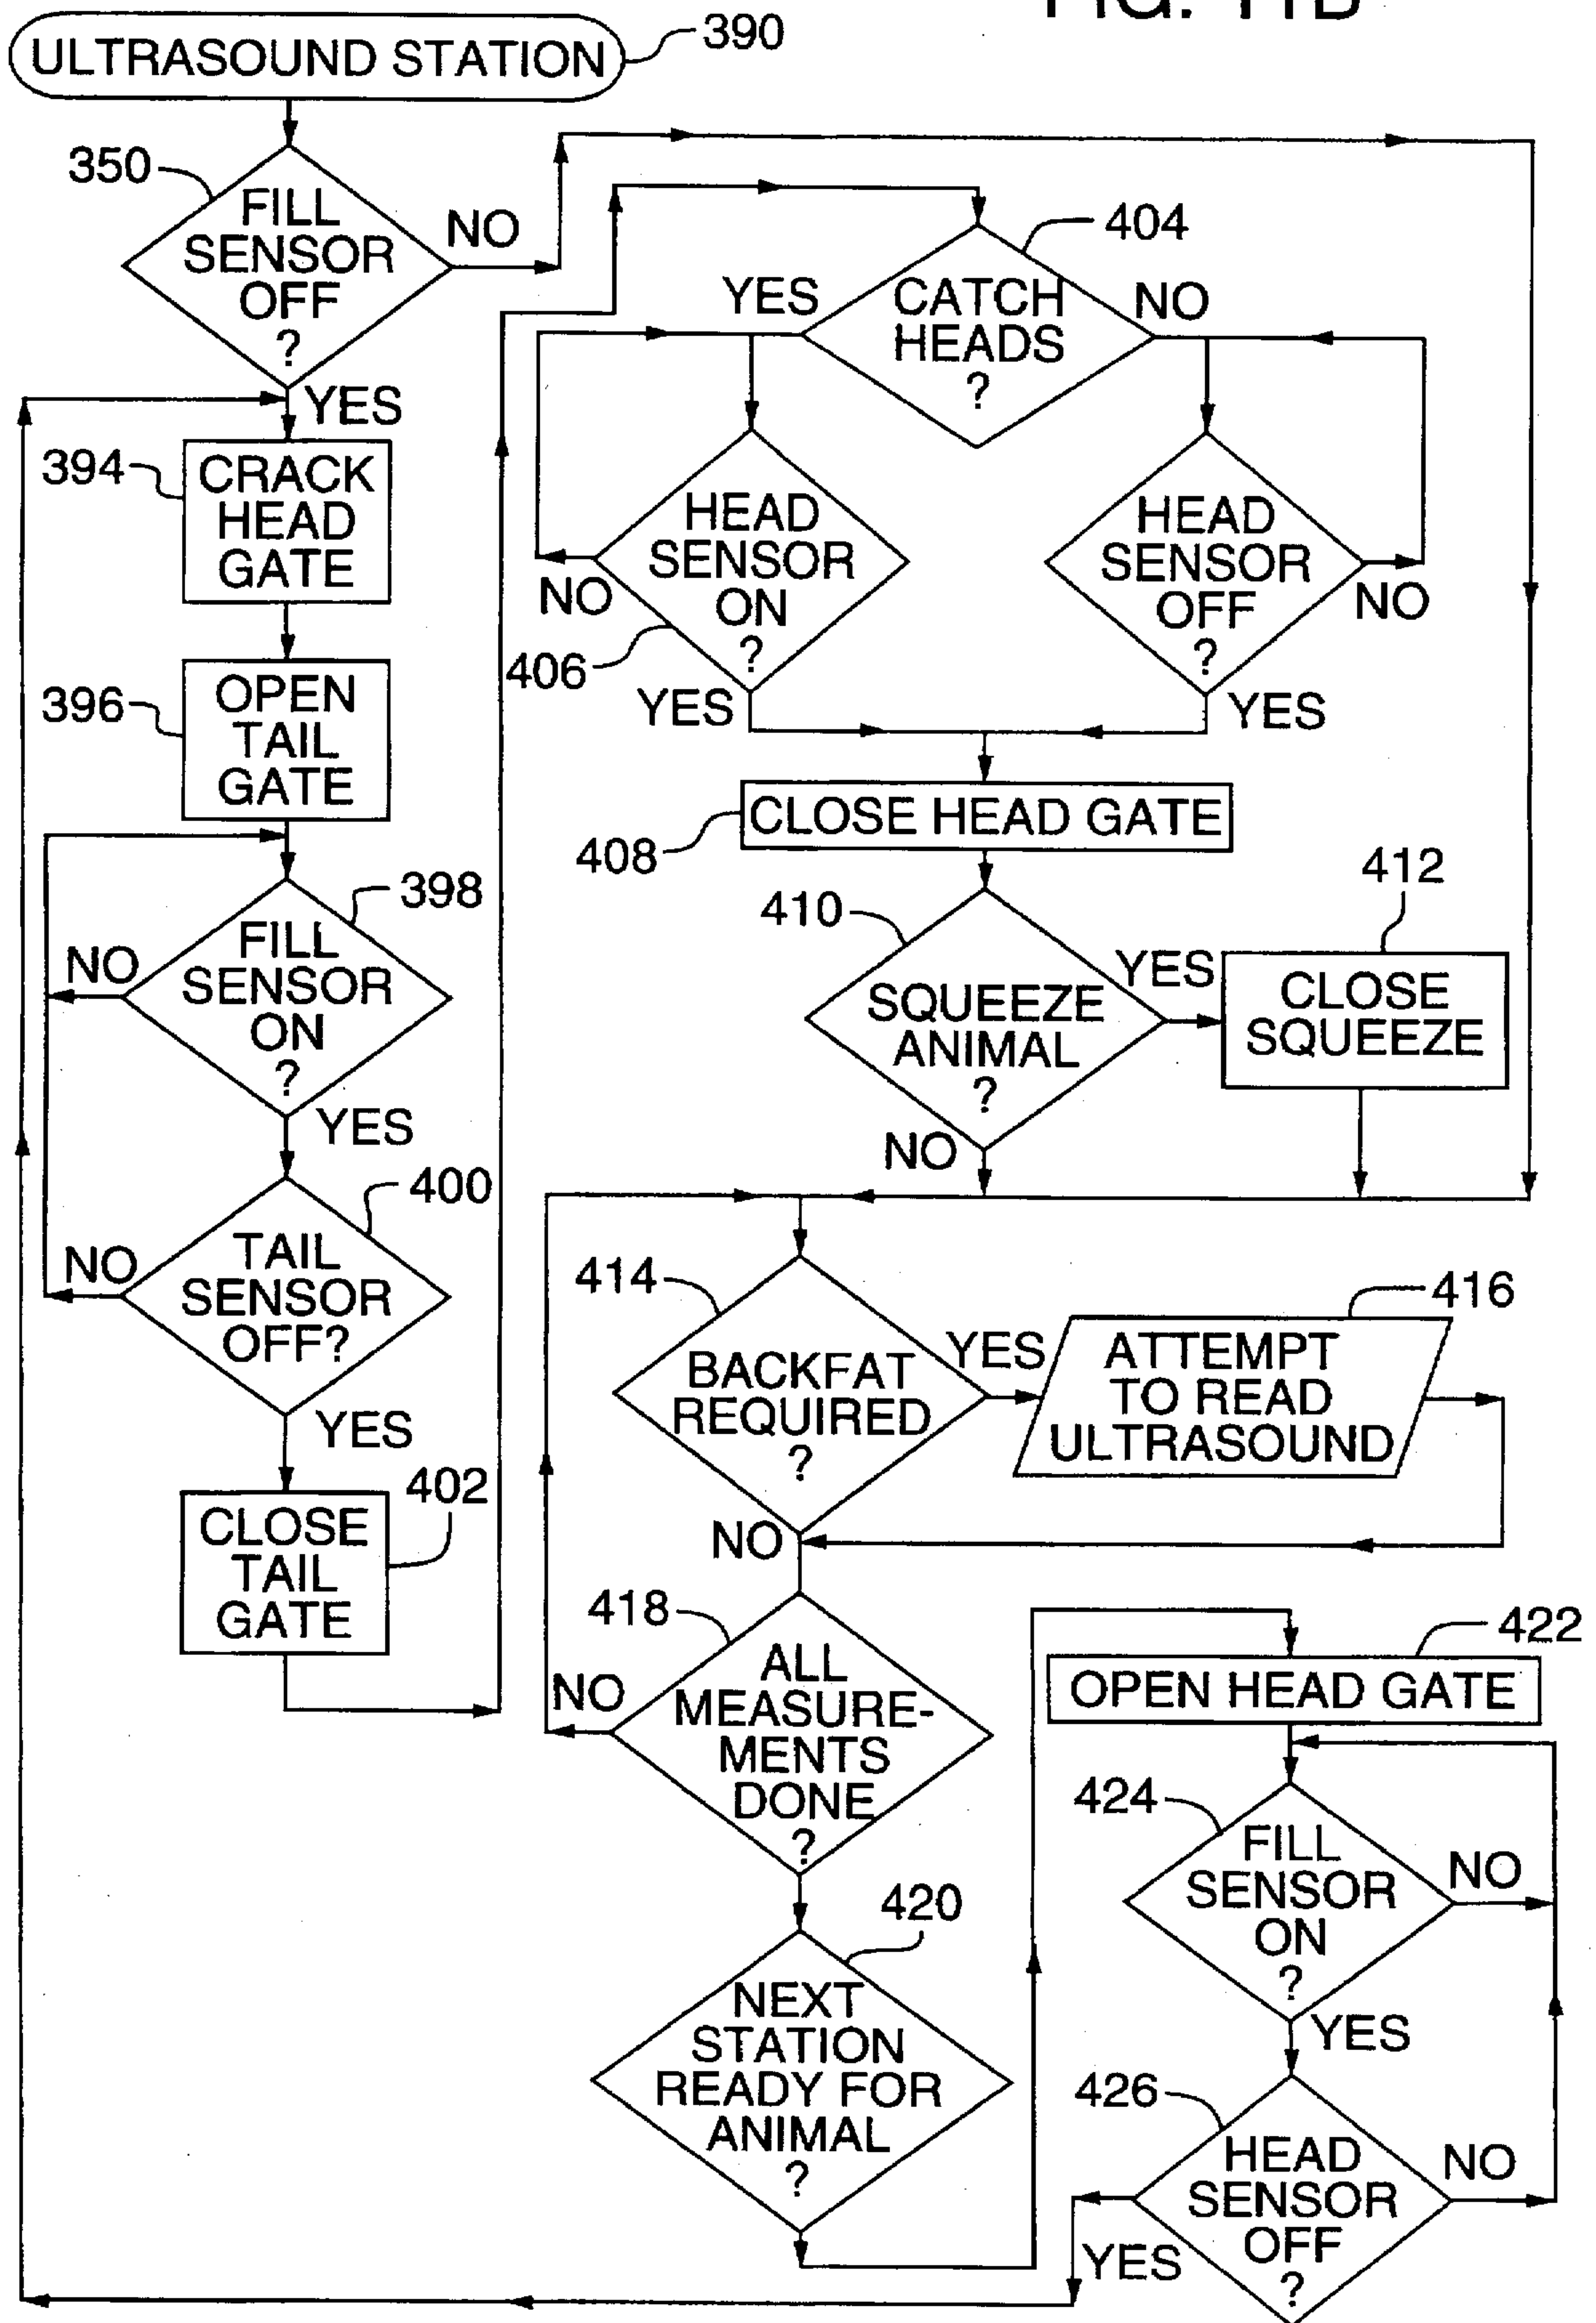 FIG. 11B
ULTRASOUND STATION
390
350
FILL
SENSOR
OFF
?
NO
YES
394
CRACK
HEAD
GATE
396
OPEN
TAIL
GATE
398
FILL
SENSOR
ON
?
NO
YES
400
TAIL
SENSOR
OFF?
NO
YES
402
CLOSE
TAIL
GATE
404
CATCH
HEADS
?
YES
NO
HEAD
SENSOR
ON
?
NO
406
YES
HEAD
SENSOR
OFF
?
NO
YES
CLOSE HEAD GATE
408
410
SQUEEZE
ANIMAL
?
YES
NO
412
CLOSE
SQUEEZE
414
BACKFAT
REQUIRED
?
YES
NO
416
ATTEMPT
TO READ
ULTRASOUND
418
ALL
MEASURE-
MENTS
DONE
?
NO
420
NEXT
STATION
READY FOR
ANIMAL
?
422
OPEN HEAD GATE
424
FILL
SENSOR
ON
?
NO
YES
426
HEAD
SENSOR
OFF
?
NO
YES